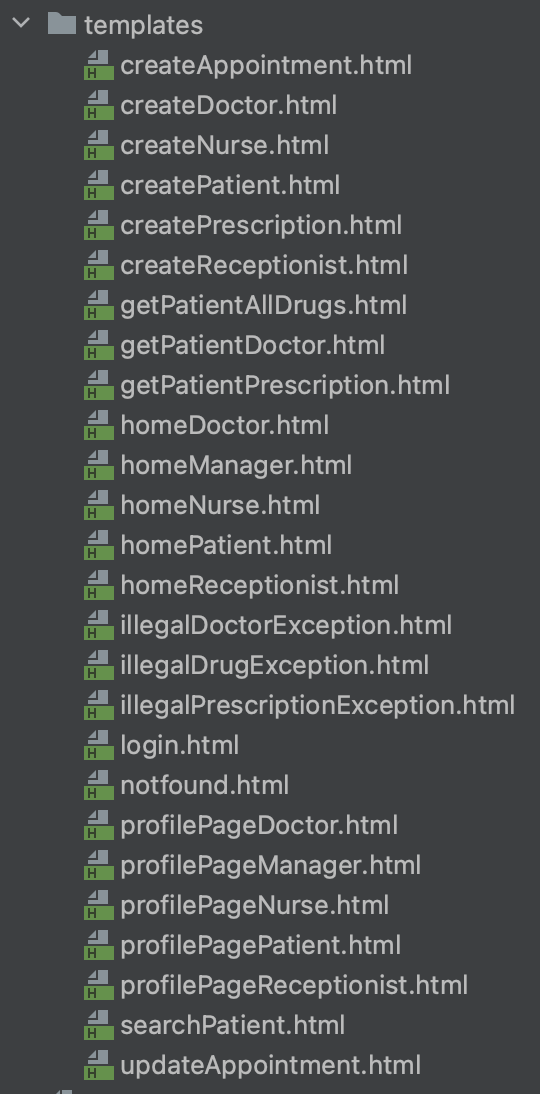 templates
H createAppointment.html
H createDoctor.html
H createNurse.html
H createPatient.html
H createPrescription.html
H createReceptionist.html
H getPatientAllDrugs.html
H getPatientDoctor.html
H getPatientPrescription.html
H homeDoctor.html
H homeManager.html
H homeNurse.html
H homePatient.html
H homeReceptionist.html
H illegalDoctorException.html
H illegalDrugException.html
H illegalPrescriptionException.html
H login.html
H notfound.html
H profilePageDoctor.html
H profilePageManager.html
H profilePageNurse.html
H profilePagePatient.html
H profilePageReceptionist.html
H searchPatient.html
H updateAppointment.html